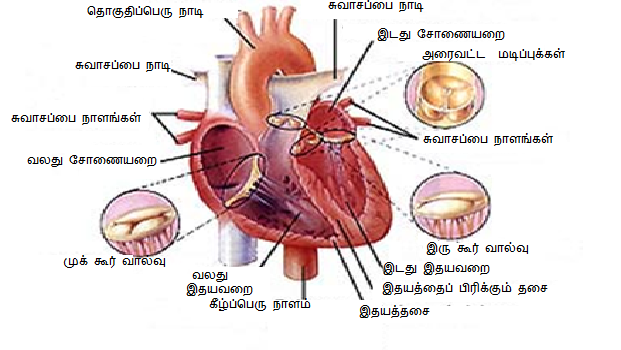 தொகுதிப்பெரு நாடி
சுவாசப்பை நாடி
இடது சோணையறை
அரைவட்ட மடிப்புக்கள்
சுவாசப்பை நாடி
சுவாசப்பை நாளங்கள்
சுவாசப்பை நாளங்கள்
வலது சோணையறை
இரு கூர் வால்வு
முக் கூர் வால்வு
இடது இதயவறை
வலது
இதயவறை
இதயத்தைப் பிரிக்கும் தசை
கீழ்ப்பெரு நாளம்
இதயத்தசை